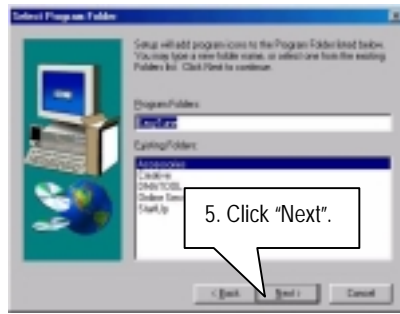 Select Program Folder
Setup will add program icons to the Program Folder listed below.
You may type a new folder name, or select one from the existing
Folders list. Click Next to continue.
Program Folders:
EasyTune
Existing Folders:
Accessories
StartUp
5. Click “Next”.
< Back
Next >
Cancel